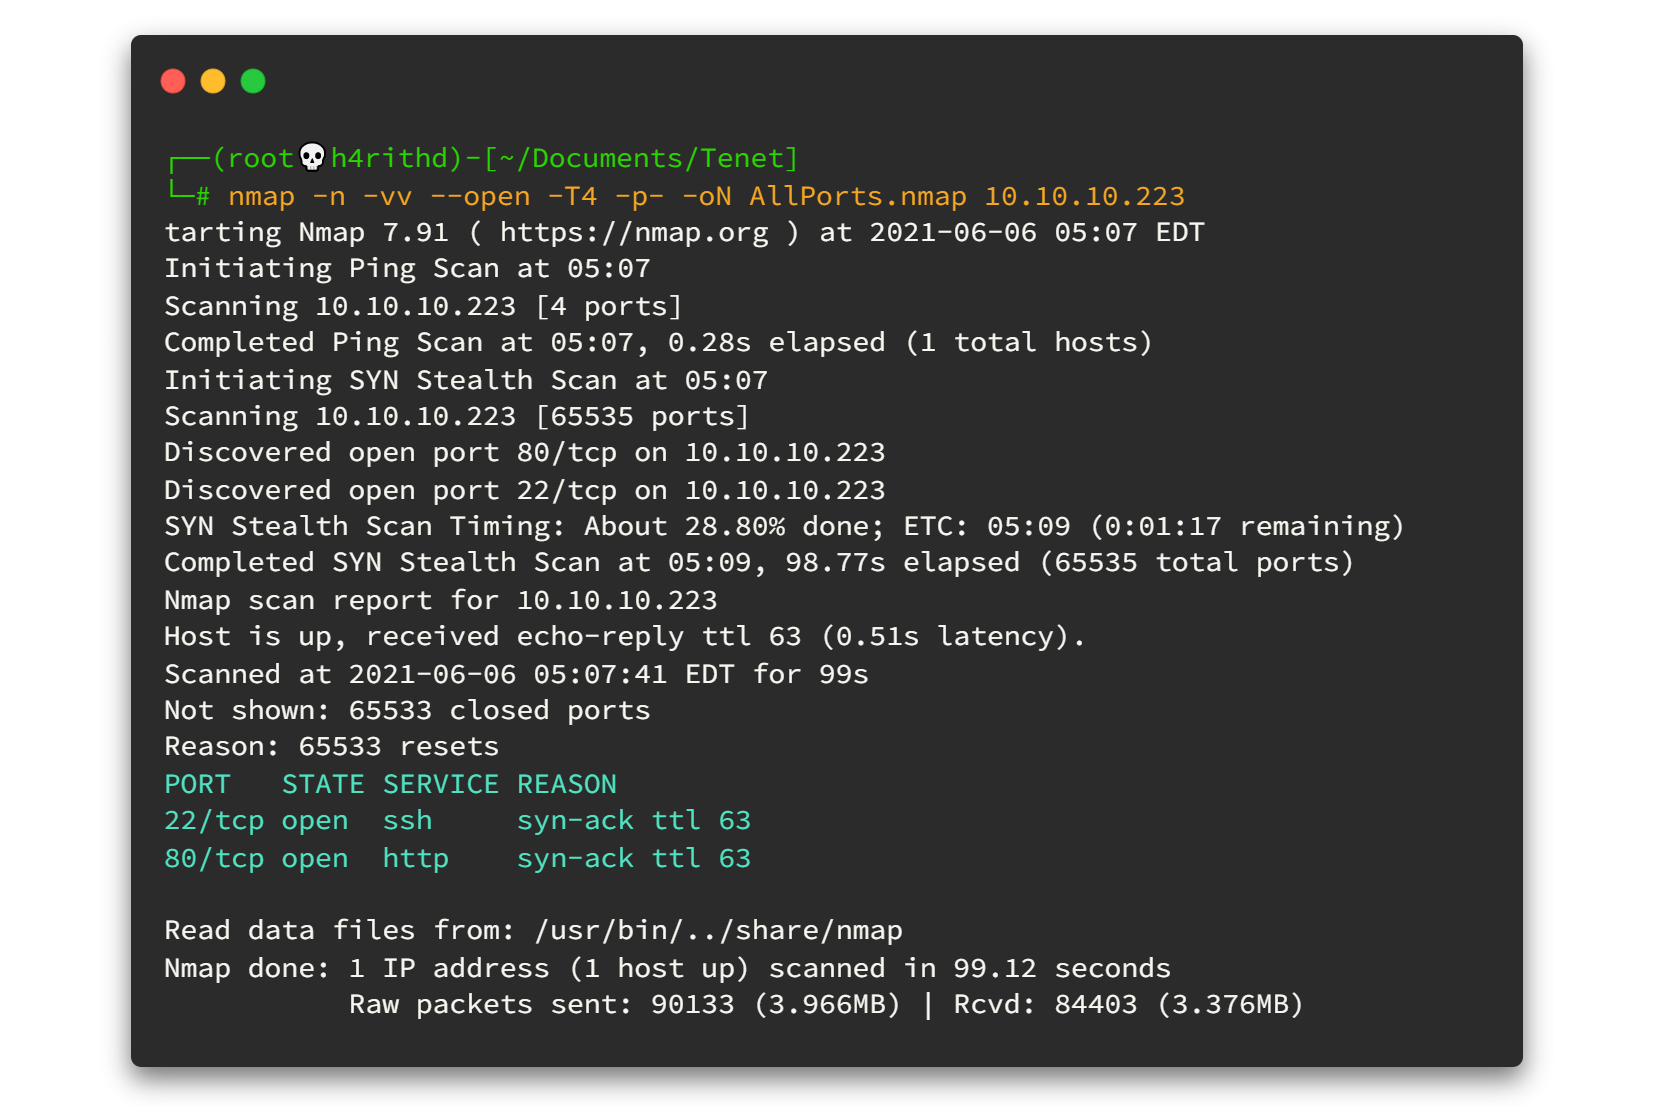 ┌──(root💀h4rithd)-[~/Documents/Tenet]
└─# nmap -n -vv --open -T4 -p- -oN AllPorts.nmap 10.10.10.223
tarting Nmap 7.91 ( https://nmap.org ) at 2021-06-06 05:07 EDT
Initiating Ping Scan at 05:07
Scanning 10.10.10.223 [4 ports]
Completed Ping Scan at 05:07, 0.28s elapsed (1 total hosts)
Initiating SYN Stealth Scan at 05:07
Scanning 10.10.10.223 [65535 ports]
Discovered open port 80/tcp on 10.10.10.223
Discovered open port 22/tcp on 10.10.10.223
SYN Stealth Scan Timing: About 28.80% done; ETC: 05:09 (0:01:17 remaining)
Completed SYN Stealth Scan at 05:09, 98.77s elapsed (65535 total ports)
Nmap scan report for 10.10.10.223
Host is up, received echo-reply ttl 63 (0.51s latency).
Scanned at 2021-06-06 05:07:41 EDT for 99s
Not shown: 65533 closed ports
Reason: 65533 resets
PORT   STATE SERVICE REASON
22/tcp open  ssh     syn-ack ttl 63
80/tcp open  http    syn-ack ttl 63
Read data files from: /usr/bin/../share/nmap
Nmap done: 1 IP address (1 host up) scanned in 99.12 seconds
           Raw packets sent: 90133 (3.966MB) | Rcvd: 84403 (3.376MB)